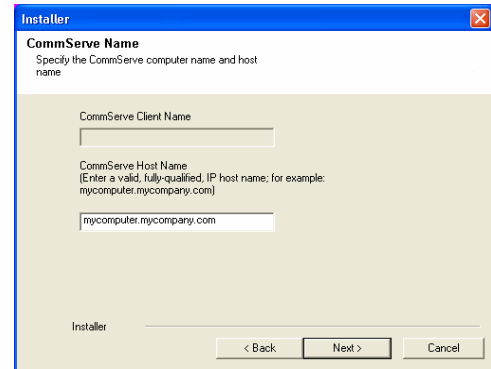 Installer
CommServe Name
Specify the CommServe computer name and host
name
CommServe Client Name
CommServe Host Name
(Enter a valid, fully-qualified, IP host name; for example:
mycomputer.mycompany.com)
mycomputer.mycompany.com
Installer
< Back Next > Cancel